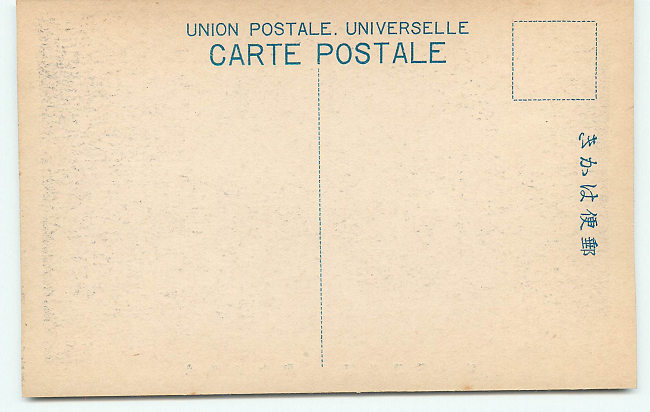 UNION POSTALE. UNIVERSELLE
CARTE POSTALE
郵便はかき